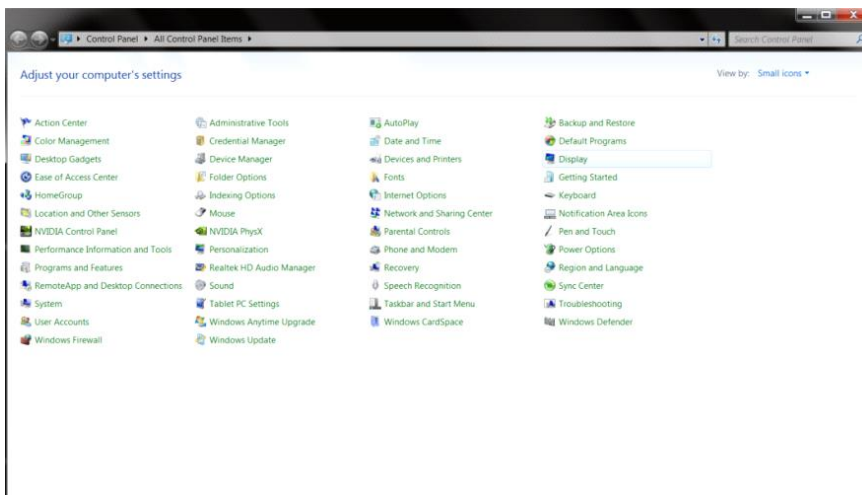 Control Panel All Control Panel Items Search Control Panel
Adjust your computer's settings View by: Small icons
Action Center Administrative Tools AutoPlay Backup and Restore
Color Management Credential Manager Date and Time Default Programs
Desktop Gadgets Device Manager Devices and Printers Display
Ease of Access Center Folder Options Fonts Getting Started
HomeGroup Indexing Options Internet Options Keyboard
Location and Other Sensors Mouse Network and Sharing Center Notification Area Icons
NVIDIA Control Panel NVIDIA PhysX Parental Controls Pen and Touch
Performance Information and Tools Personalization Phone and Modem Power Options
Programs and Features Realtek HD Audio Manager Recovery Region and Language
RemoteApp and Desktop Connections Sound Speech Recognition Sync Center
System Tablet PC Settings Taskbar and Start Menu Troubleshooting
User Accounts Windows Anytime Upgrade Windows CardSpace Windows Defender
Windows Firewall Windows Update